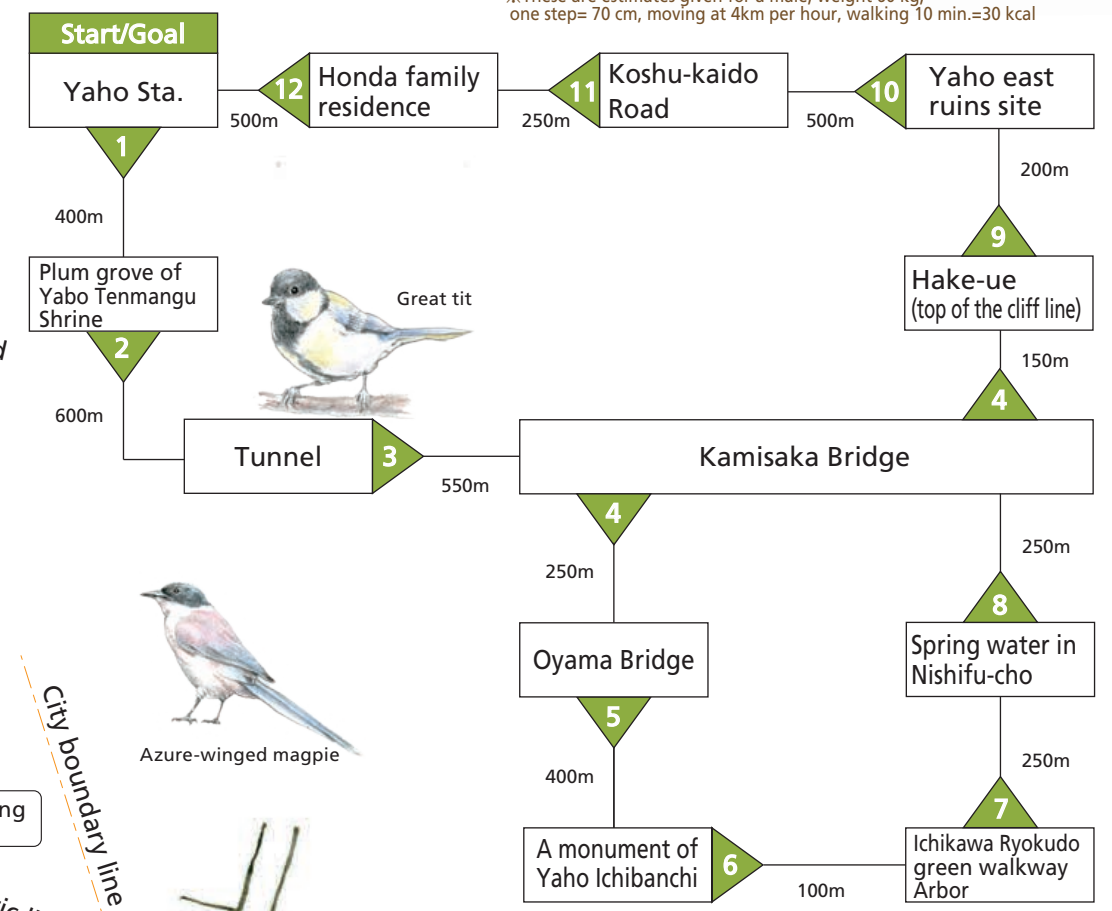 one step= 70 cm, moving at 4km per hour, walking 10 min.=30 kcal
Start/Goal
Yaho Sta.
1
400m
Plum grove of
Yabo Tenmangu
Shrine
2
600m
Tunnel
3
550m
Kamisaka Bridge
4
250m
Oyama Bridge
5
400m
A monument of
Yaho Ichibanchi
6
100m
Ichikawa Ryokudo
green walkway
Arbor
7
250m
Spring water in
Nishifu-cho
8
250m
4
150m
Hake-ue
(top of the cliff line)
9
200m
Yaho east
ruins site
10
500m
Koshu-kaido
Road
11
250m
Honda family
residence
12
500m
Great tit
Azure-winged magpie
City boundary line
ng